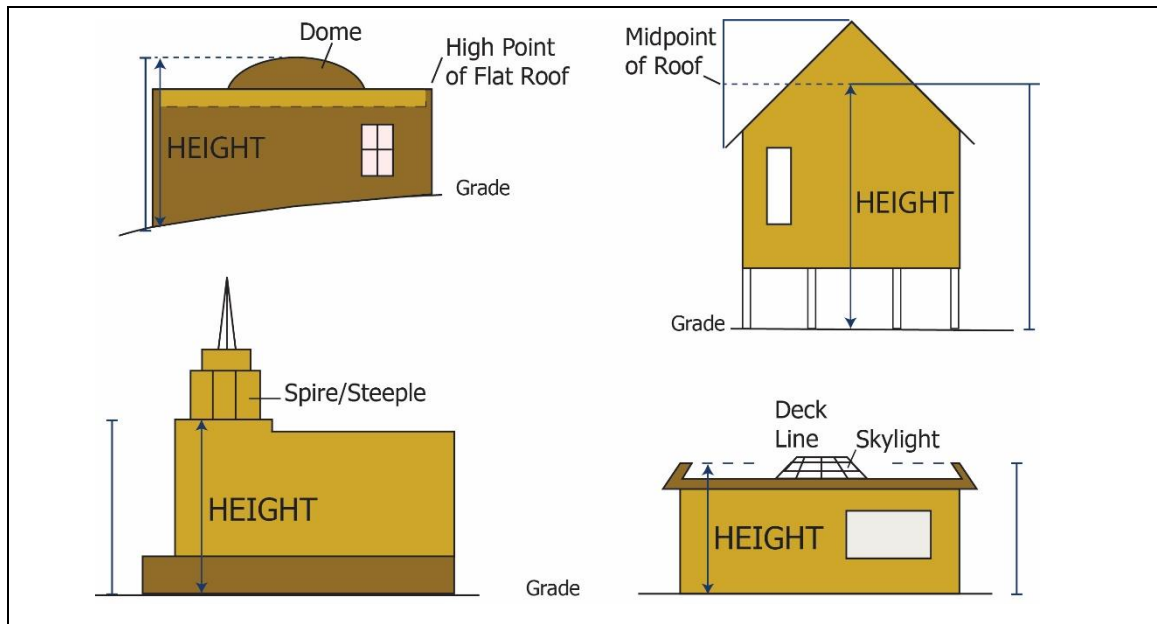 Dome
High Point
of Flat Roof
HEIGHT
Grade
Midpoint
of Roof
HEIGHT
Grade
Spire/Steeple
HEIGHT
Grade
Deck
Line
Skylight
HEIGHT